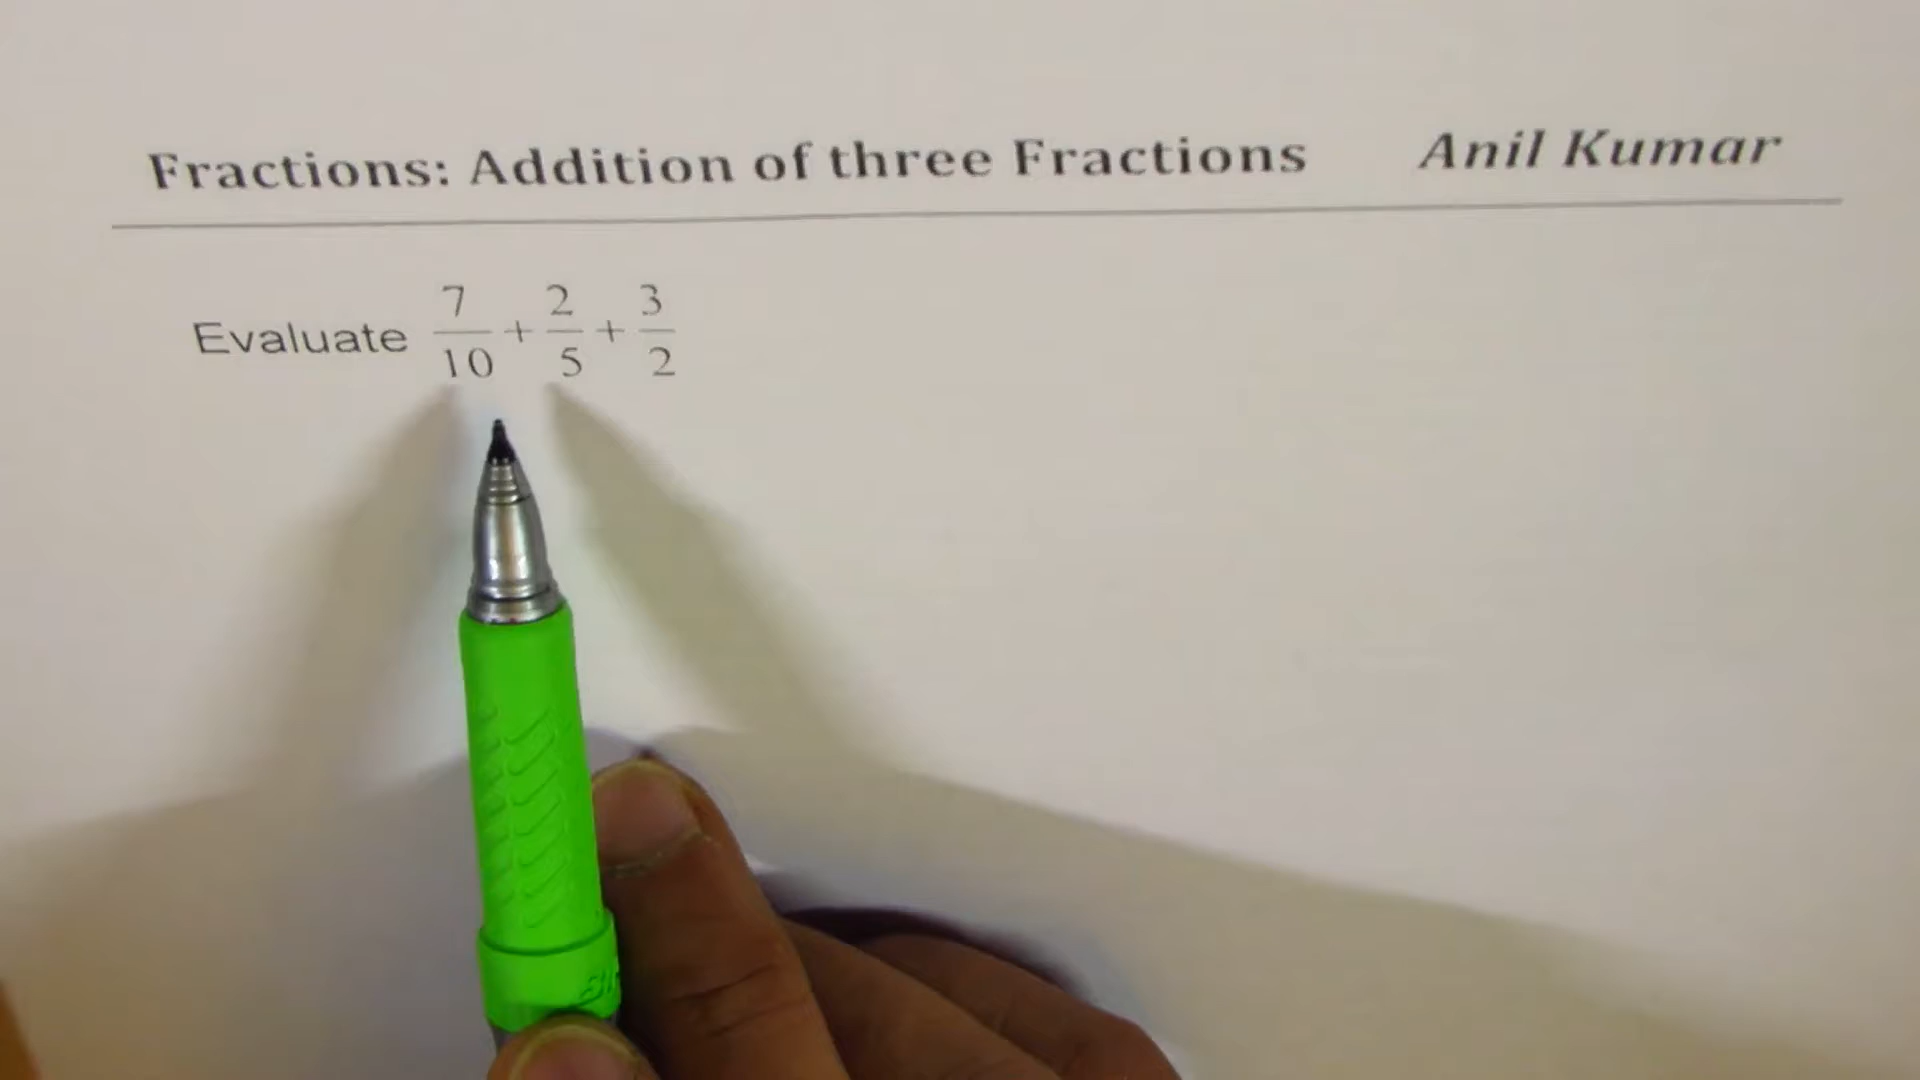 Fractions: Addition of three Fractions Anil Kumar
Evaluate 7/10 + 2/5 + 3/2